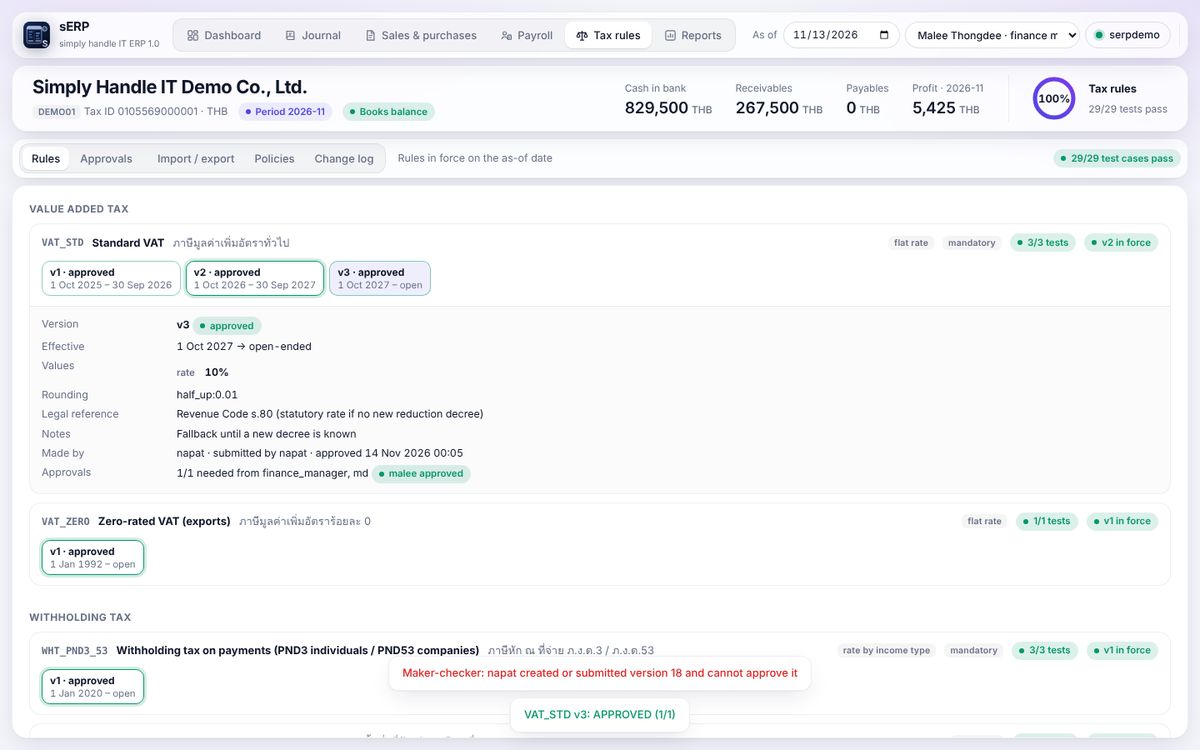 sERP
simply handle IT ERP 1.0
Dashboard
Journal
Sales & purchases
Payroll
Tax rules
Reports
As of
11/13/2026
Malee Thongdee · finance m
serpdemo
Simply Handle IT Demo Co., Ltd.
DEMO01 Tax ID 0105569000001 · THB Period 2026-11 Books balance
Cash in bank
829,500 THB
Receivables
267,500 THB
Payables
0 THB
Profit · 2026-11
5,425 THB
100%
Tax rules
29/29 tests pass
Rules
Approvals
Import / export
Policies
Change log
Rules in force on the as-of date
29/29 test cases pass
VALUE ADDED TAX
VAT_STD Standard VAT ภาษีมูลค่าเพิ่มอัตราทั่วไป flat rate mandatory 3/3 tests v2 in force
v1 · approved
1 Oct 2025 – 30 Sep 2026
v2 · approved
1 Oct 2026 – 30 Sep 2027
v3 · approved
1 Oct 2027 – open
Version v3 approved
Effective 1 Oct 2027 → open-ended
Values rate 10%
Rounding half_up:0.01
Legal reference Revenue Code s.80 (statutory rate if no new reduction decree)
Notes Fallback until a new decree is known
Made by napat · submitted by napat · approved 14 Nov 2026 00:05
Approvals 1/1 needed from finance_manager, md malee approved
VAT_ZERO Zero-rated VAT (exports) ภาษีมูลค่าเพิ่มอัตราร้อยละ 0 flat rate 1/1 tests v1 in force
v1 · approved
1 Jan 1992 – open
WITHHOLDING TAX
WHT_PND3_53 Withholding tax on payments (PND3 individuals / PND53 companies) ภาษีหัก ณ ที่จ่าย ภ.ง.ด.3 / ภ.ง.ด.53 rate by income type mandatory 3/3 tests v1 in force
v1 · approved
1 Jan 2020 – open
Maker-checker: napat created or submitted version 18 and cannot approve it
VAT_STD v3: APPROVED (1/1)